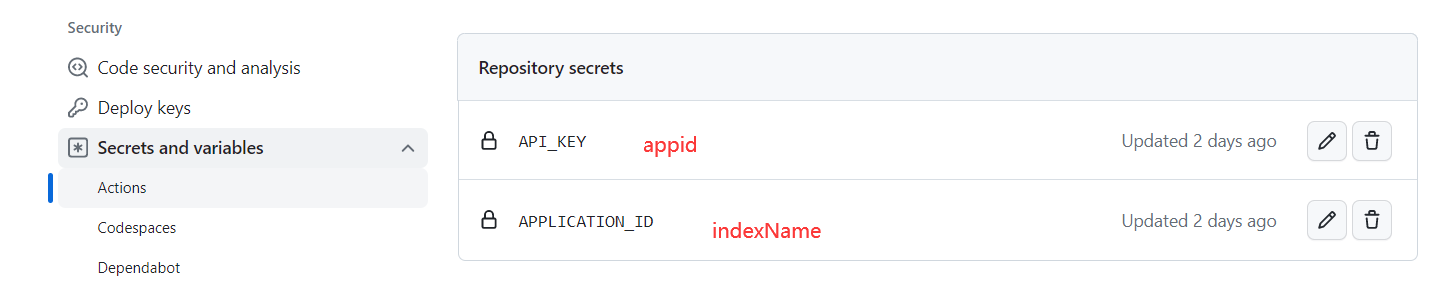 Security
Code security and analysis
Deploy keys
Secrets and variables
Actions
Codespaces
Dependabot
Repository secrets
API_KEY appid Updated 2 days ago
APPLICATION_ID indexName Updated 2 days ago